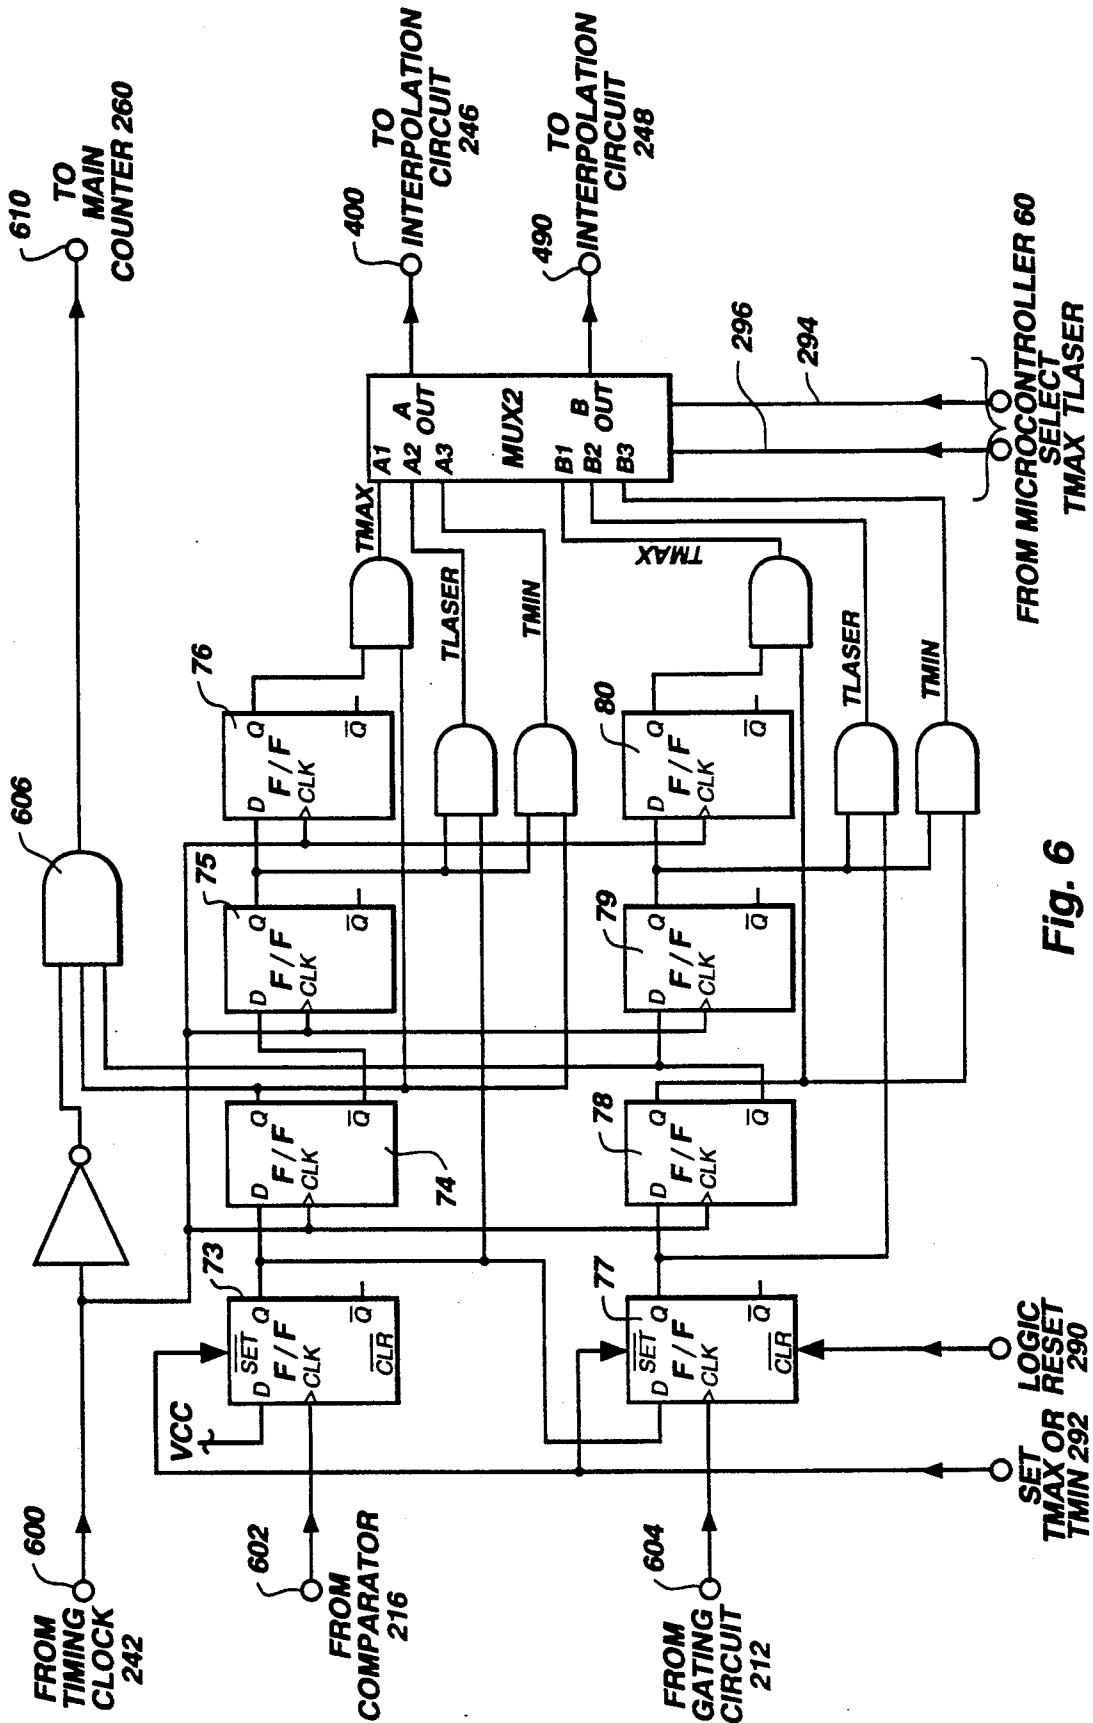 FROM
TIMING
CLOCK
242
600
606
610
TO
MAIN
COUNTER 260
FROM
COMPARATOR
216
602
VCC
73
D
SET
Q
F/F
CLK
CLR
Q
74
D
Q
F/F
CLK
Q
75
D
Q
F/F
CLK
Q
76
D
Q
F/F
CLK
Q
TMAX
TLASER
TMIN
A1
A2
A3
A
OUT
MUX2
B1
B2
B3
B
OUT
400
TO
INTERPOLATION
CIRCUIT
246
490
TO
INTERPOLATION
CIRCUIT
248
FROM
GATING
CIRCUIT
212
604
77
D
SET
Q
F/F
CLK
CLR
Q
78
D
Q
F/F
CLK
Q
79
D
Q
F/F
CLK
Q
80
D
Q
F/F
CLK
Q
TMAX
TLASER
TMIN
296
294
SET
TMAX OR
TMIN 292
LOGIC
RESET
290
FROM MICROCONTROLLER 60
SELECT
TMAX TLASER
Fig. 6